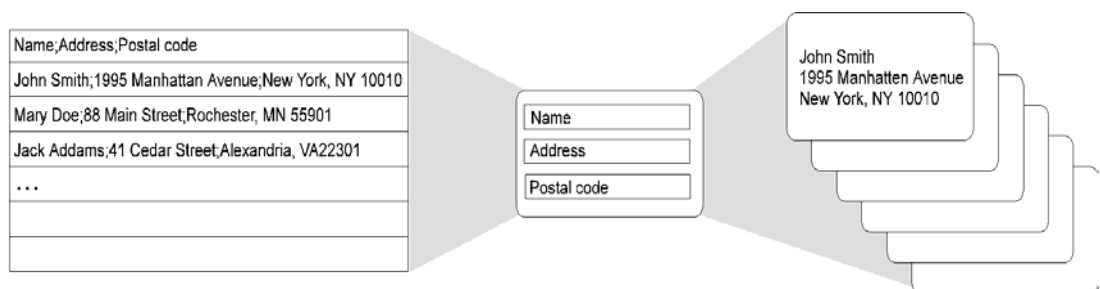 Name;Address;Postal code
John Smith;1995 Manhattan Avenue;New York, NY 10010
Mary Doe;88 Main Street;Rochester, MN 55901
Jack Addams;41 Cedar Street;Alexandria, VA22301
...
Name
Address
Postal code
John Smith
1995 Manhatten Avenue
New York, NY 10010